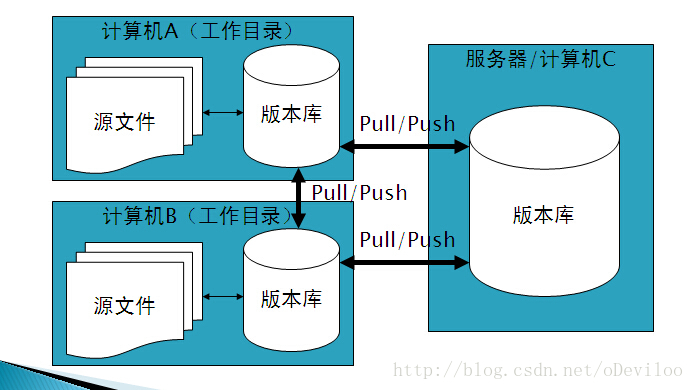 计算机A（工作目录）
源文件
版本库
服务器/计算机C
版本库
Pull/Push
Pull/Push
计算机B（工作目录）
源文件
版本库
Pull/Push
http://blog.csdn.net/oDeviloo